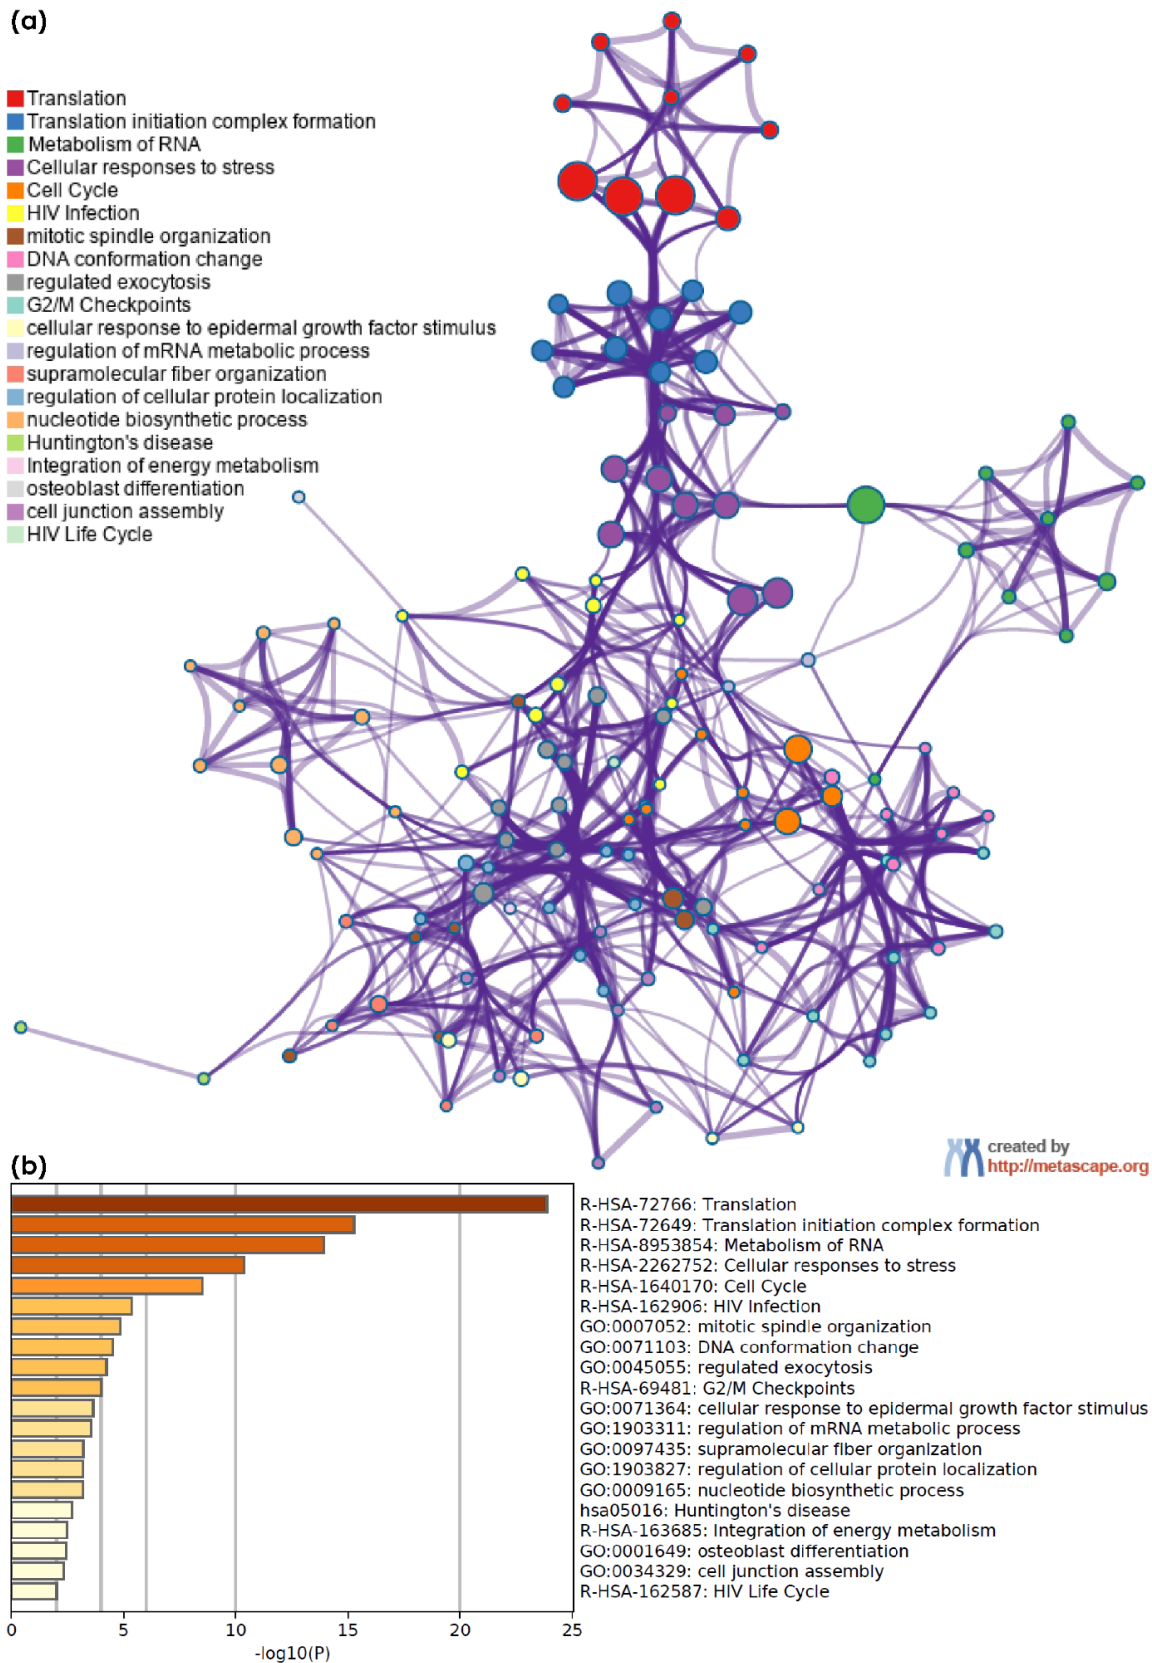 (a)
Translation
Translation initiation complex formation
Metabolism of RNA
Cellular responses to stress
Cell Cycle
HIV Infection
mitotic spindle organization
DNA conformation change
regulated exocytosis
G2/M Checkpoints
cellular response to epidermal growth factor stimulus
regulation of mRNA metabolic process
supramolecular fiber organization
regulation of cellular protein localization
nucleotide biosynthetic process
Huntington's disease
Integration of energy metabolism
osteoblast differentiation
cell junction assembly
HIV Life Cycle
created by
http://metascape.org
(b)
R-HSA-72766: Translation
R-HSA-72649: Translation initiation complex formation
R-HSA-8953854: Metabolism of RNA
R-HSA-2262752: Cellular responses to stress
R-HSA-1640170: Cell Cycle
R-HSA-162906: HIV Infection
GO:0007052: mitotic spindle organization
GO:0071103: DNA conformation change
GO:0045055: regulated exocytosis
R-HSA-69481: G2/M Checkpoints
GO:0071364: cellular response to epidermal growth factor stimulus
GO:1903311: regulation of mRNA metabolic process
GO:0097435: supramolecular fiber organization
GO:1903827: regulation of cellular protein localization
GO:0009165: nucleotide biosynthetic process
hsa05016: Huntington's disease
R-HSA-163685: Integration of energy metabolism
GO:0001649: osteoblast differentiation
GO:0034329: cell junction assembly
R-HSA-162587: HIV Life Cycle
0 5 10 15 20 25
-log10(P)